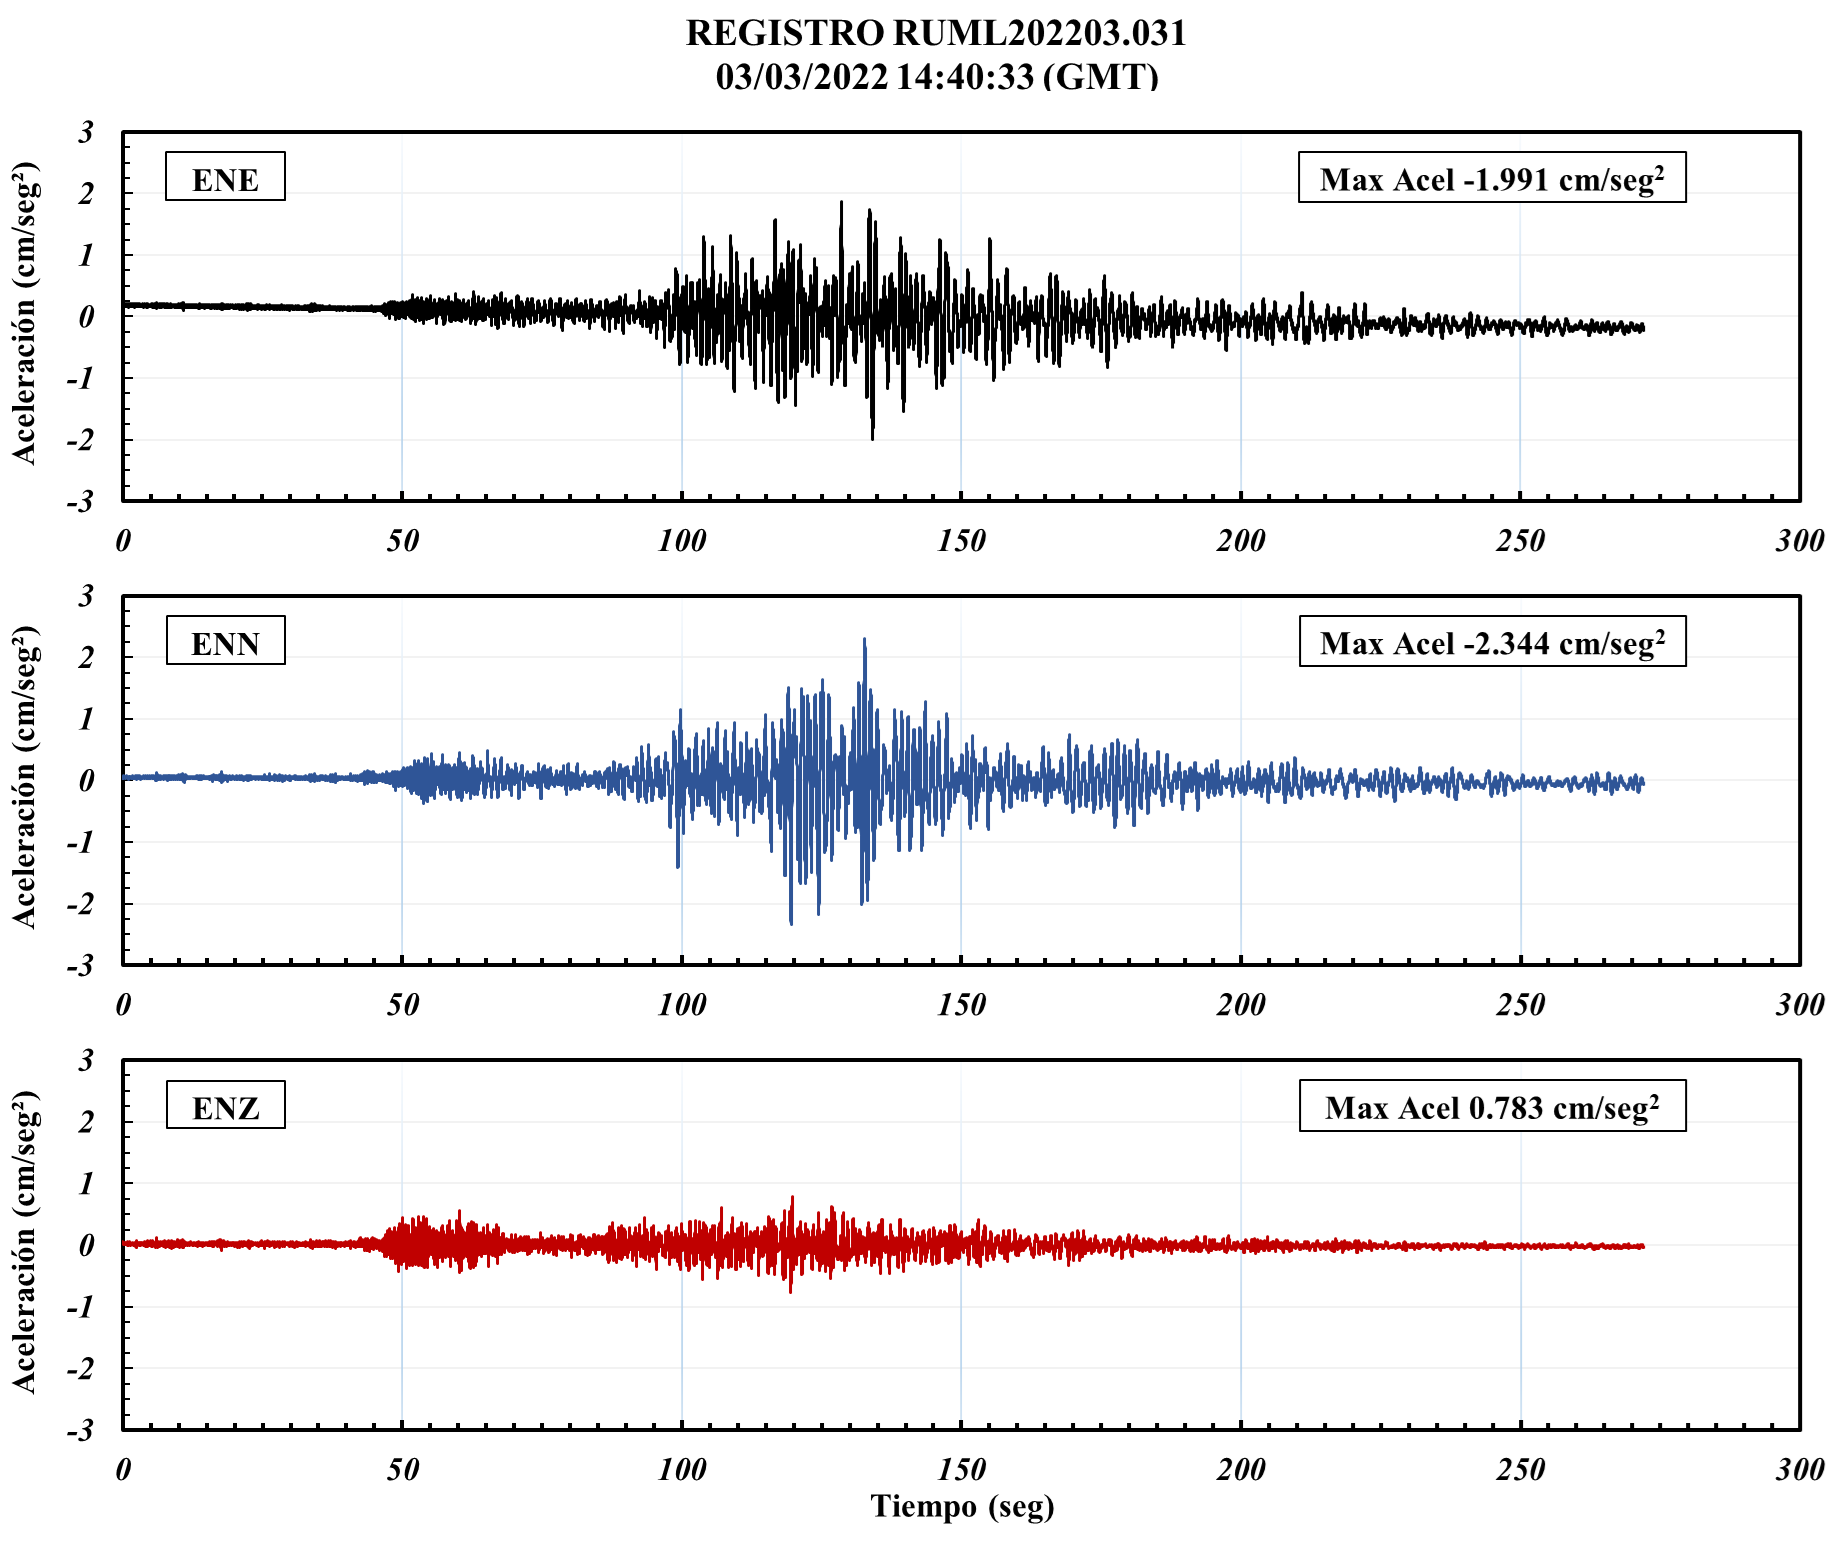 REGISTRO RUML202203.031
03/03/2022 14:40:33 (GMT)
Aceleración (cm/seg²)
3
2
1
0
-1
-2
-3
ENE
Max Acel -1.991 cm/seg²
0 50 100 150 200 250 300
Aceleración (cm/seg²)
3
2
1
0
-1
-2
-3
ENN
Max Acel -2.344 cm/seg²
0 50 100 150 200 250 300
Aceleración (cm/seg²)
3
2
1
0
-1
-2
-3
ENZ
Max Acel 0.783 cm/seg²
0 50 100 150 200 250 300
Tiempo (seg)